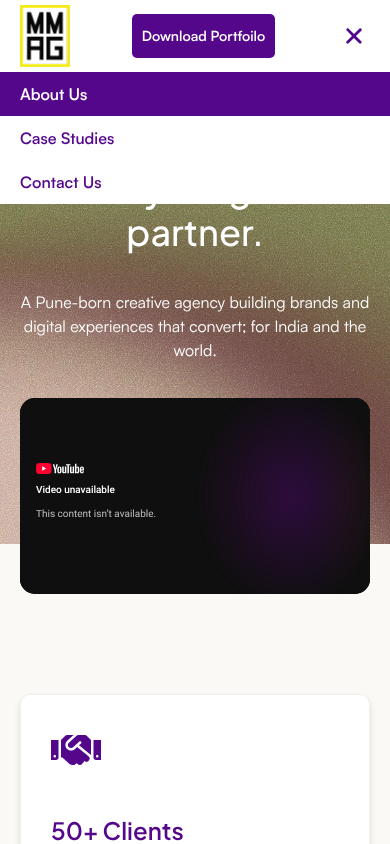 MM
AG
Download Portfoilo
About Us
Case Studies
Contact Us
partner.
A Pune-born creative agency building brands and
digital experiences that convert; for India and the
world.
YouTube
Video unavailable
This content isn't available.
50+ Clients